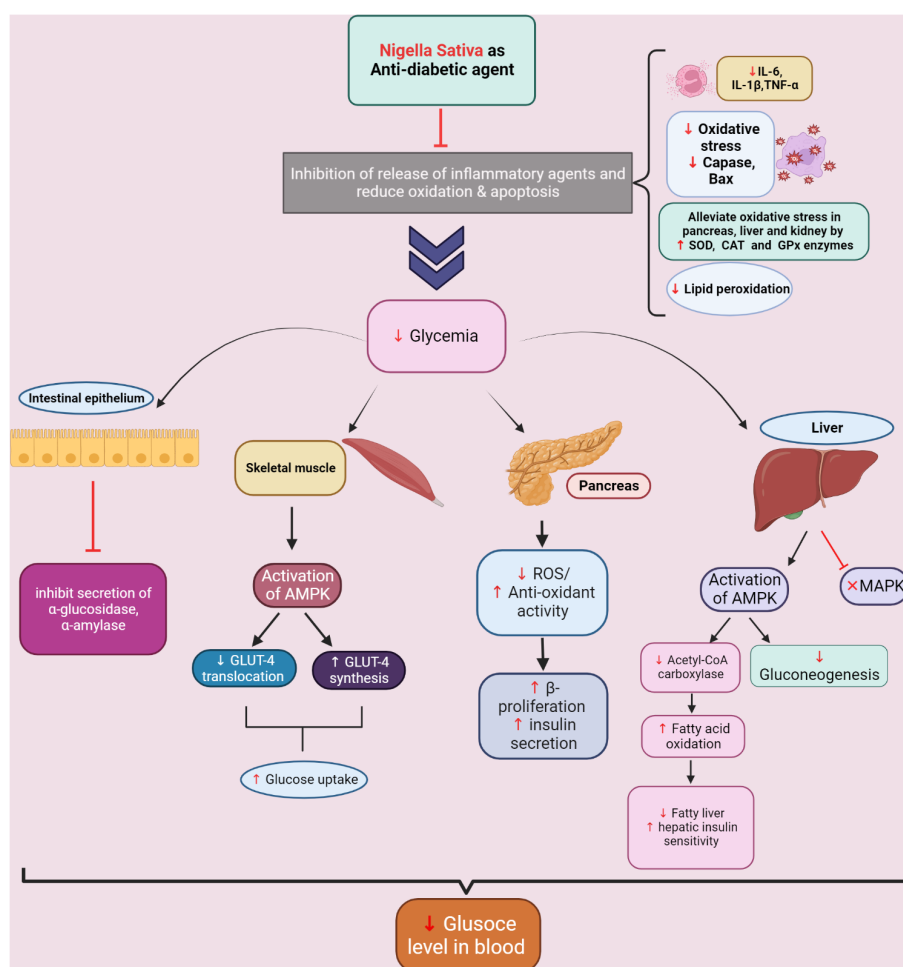 Nigella Sativa as
Anti-diabetic agent
Inhibition of release of inflammatory agents and
reduce oxidation & apoptosis
↓IL-6,
IL-1β,TNF-α
↓ Oxidative
stress
↓ Capase,
Bax
Alleviate oxidative stress in
pancreas, liver and kidney by
↑ SOD, CAT and GPx enzymes
↓ Lipid peroxidation
↓ Glycemia
Intestinal epithelium
Skeletal muscle
Pancreas
Liver
inhibit secretion of
α-glucosidase,
α-amylase
Activation
of AMPK
↓ GLUT-4
translocation
↑ GLUT-4
synthesis
↑ Glucose uptake
↓ ROS/
↑ Anti-oxidant
activity
↑ β-
proliferation
↑ insulin
secretion
Activation
of AMPK
×MAPK
↓ Acetyl-CoA
carboxylase
↓
Gluconeogenesis
↑ Fatty acid
oxidation
↓ Fatty liver
↑ hepatic insulin
sensitivity
↓ Glusoce
level in blood